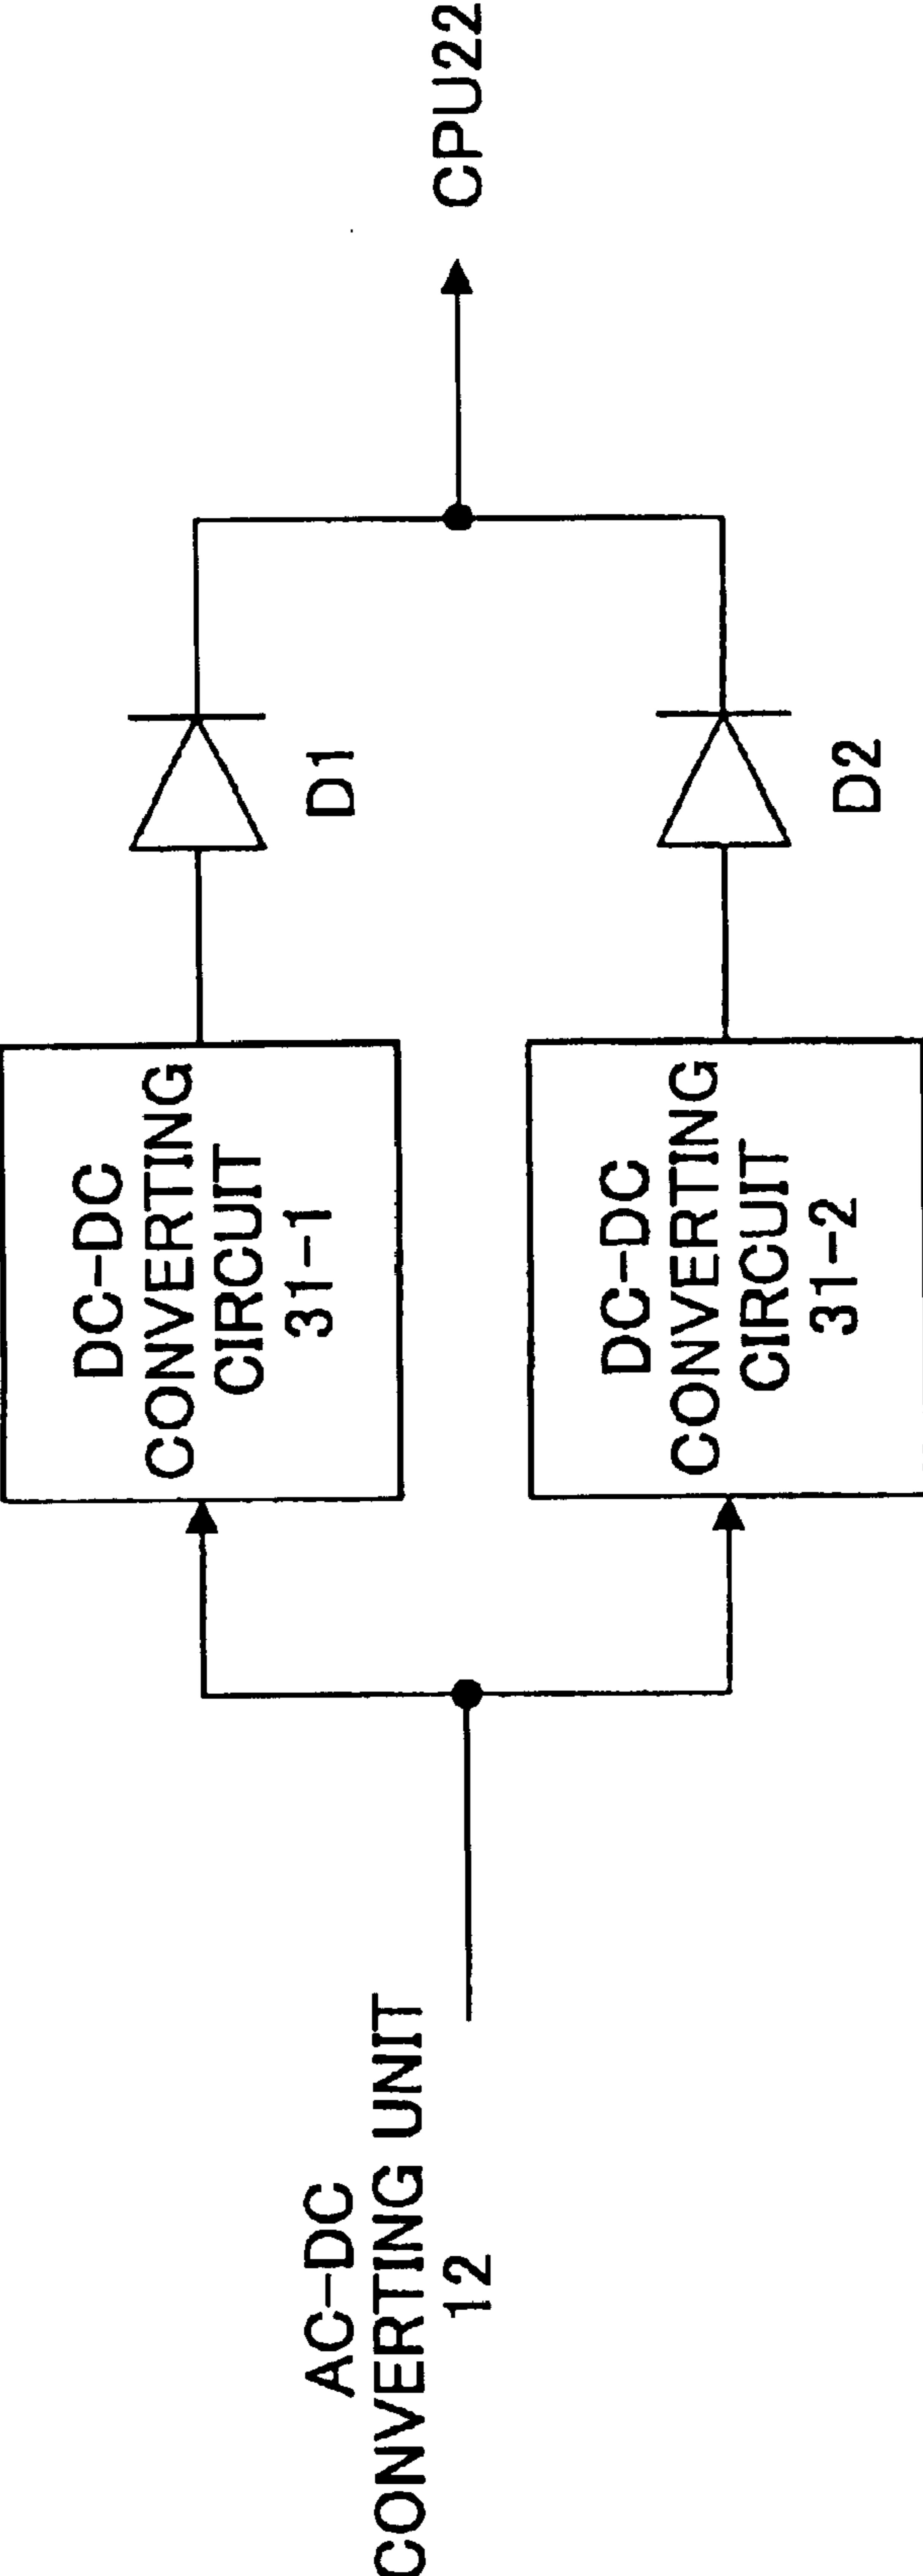 AC-DC
CONVERTING UNIT
12
DC-DC
CONVERTING
CIRCUIT
31-1
D1
DC-DC
CONVERTING
CIRCUIT
31-2
D2
CPU22